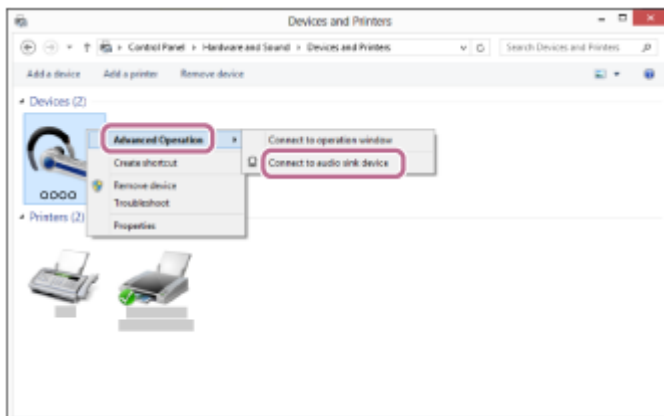 Devices and Printers
Control Panel ▸ Hardware and Sound ▸ Devices and Printers
Search Devices and Printers
Add a device Add a printer Remove device
Devices (2)
Advanced Operation
Connect to operation window
Create shortcut
Connect to audio sink device
Remove device
Troubleshoot
Properties
OOOO
Printers (2)